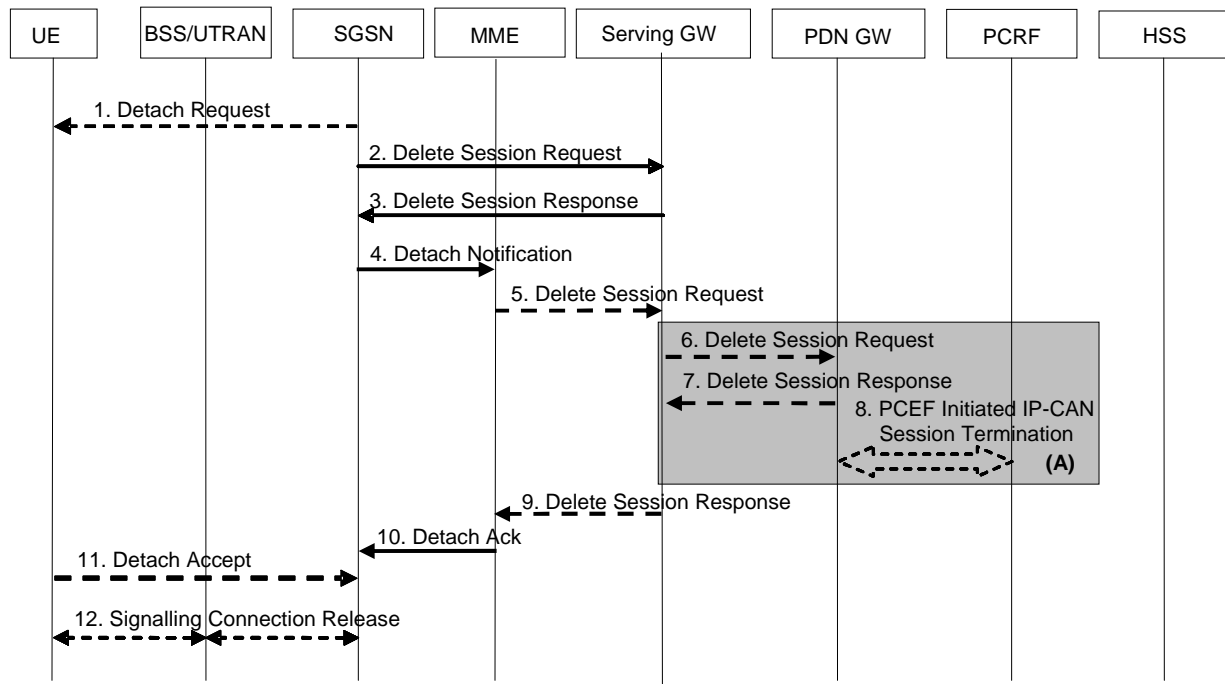 UE
BSS/UTRAN
SGSN
MME
Serving GW
PDN GW
PCRF
HSS
1. Detach Request
2. Delete Session Request
3. Delete Session Response
4. Detach Notification
5. Delete Session Request
6. Delete Session Request
7. Delete Session Response
8. PCEF Initiated IP-CAN
Session Termination
(A)
9. Delete Session Response
10. Detach Ack
11. Detach Accept
12. Signalling Connection Release